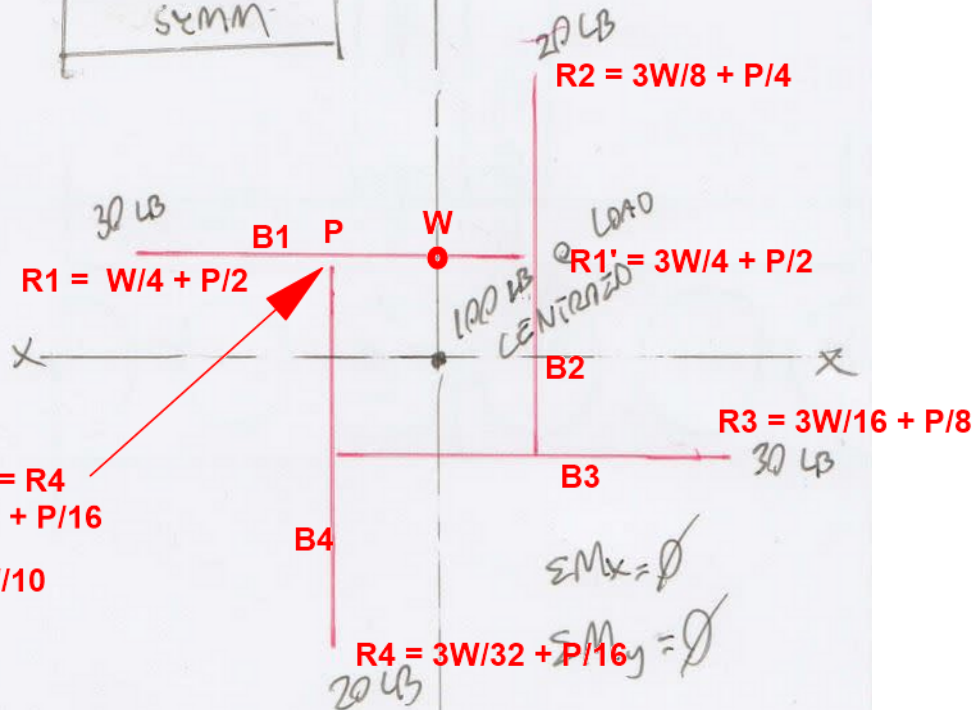 SYMM
20 LB
R2 = 3W/8 + P/4
30 LB
B1 P W
LOAD
R1 = W/4 + P/2
@
R1' = 3W/4 + P/2
100 LB
CENTRAED
X X
B2
R3 = 3W/16 + P/8
30 LB
= R4
+ P/16
B3
B4
/10
ΣMx=0
ΣMy=0
R4 = 3W/32 + P/16
20 LB